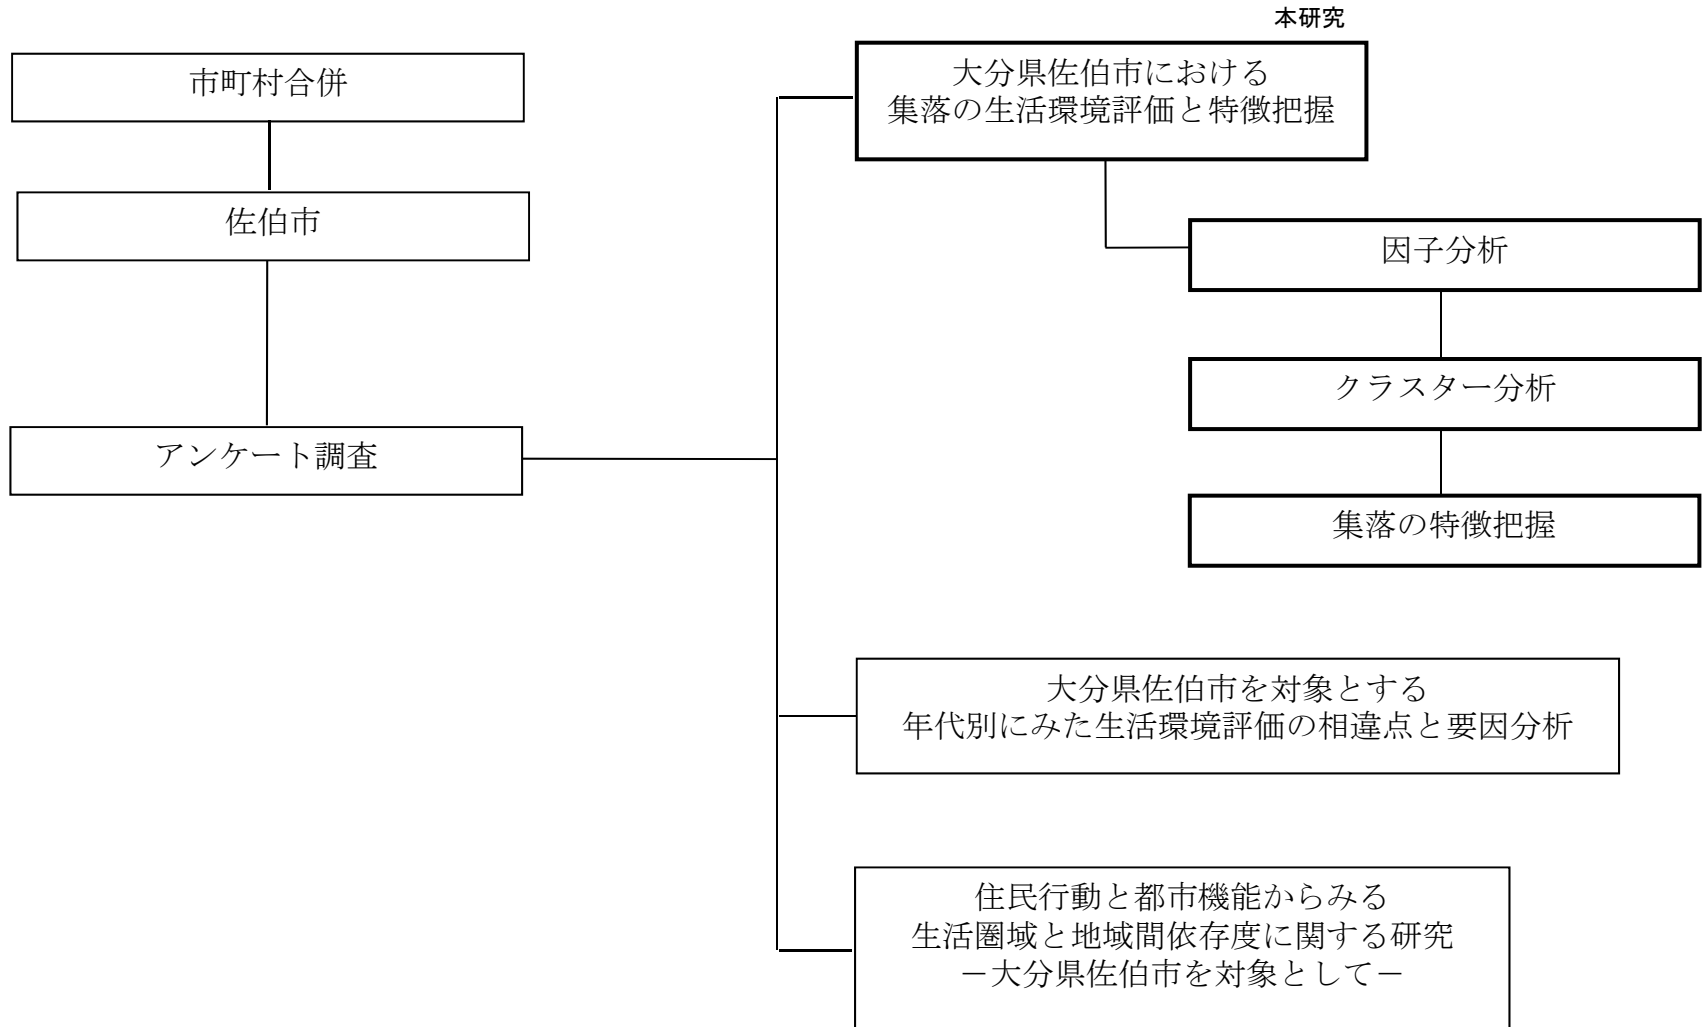 本研究
市町村合併
佐伯市
アンケート調査
大分県佐伯市における
集落の生活環境評価と特徴把握
因子分析
クラスター分析
集落の特徴把握
大分県佐伯市を対象とする
年代別にみた生活環境評価の相違点と要因分析
住民行動と都市機能からみる
生活圏域と地域間依存度に関する研究
－大分県佐伯市を対象として－